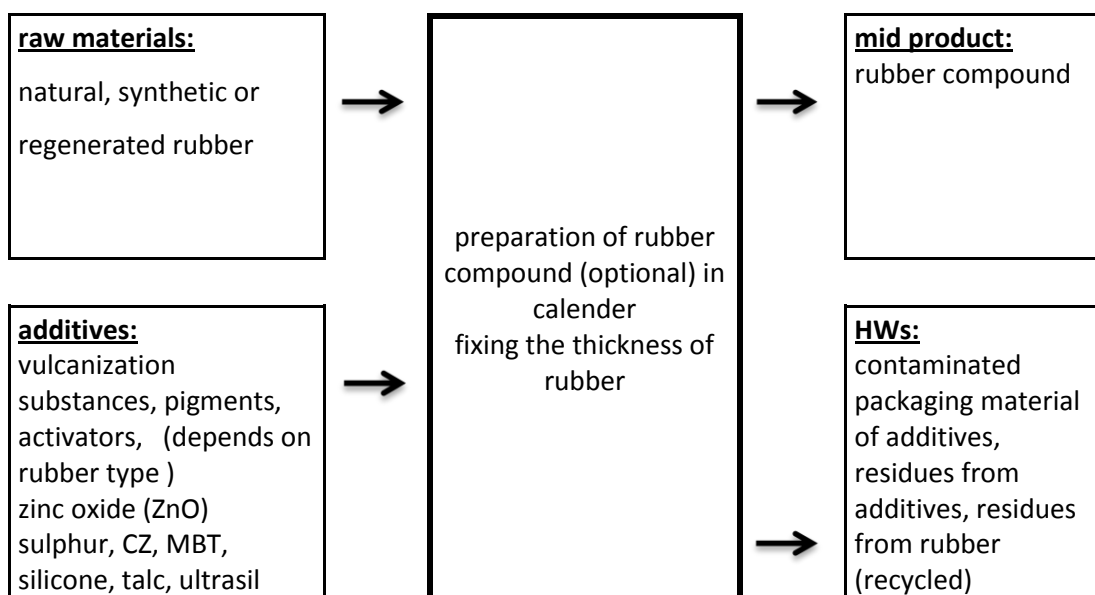 raw materials:
natural, synthetic or
regenerated rubber
additives:
vulcanization
substances, pigments,
activators,   (depends on
rubber type )
zinc oxide (ZnO)
sulphur, CZ, MBT,
silicone, talc, ultrasil
preparation of rubber
compound (optional) in
calender
fixing the thickness of
rubber
mid product:
rubber compound
HWs:
contaminated
packaging material
of additives,
residues from
additives, residues
from rubber
(recycled)